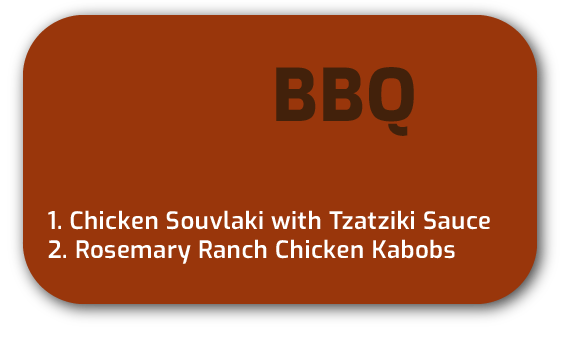 BBQ
1. Chicken Souvlaki with Tzatziki Sauce
2. Rosemary Ranch Chicken Kabobs